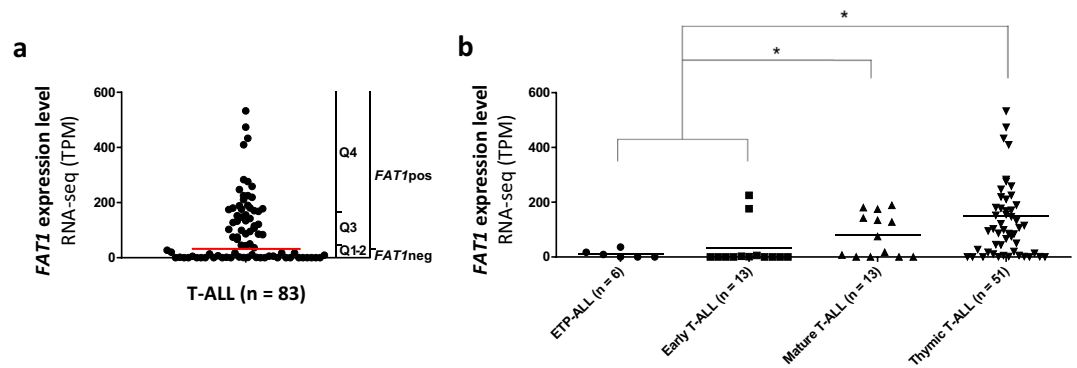 a
FAT1 expression level
RNA-seq (TPM)
600
400
200
0
Q4
Q3
Q1-2
FAT1pos
FAT1neg
T-ALL (n = 83)
b
FAT1 expression level
RNA-seq (TPM)
600
400
200
0
*
*
ETP-ALL (n = 6)
Early T-ALL (n = 13)
Mature T-ALL (n = 13)
Thymic T-ALL (n = 51)